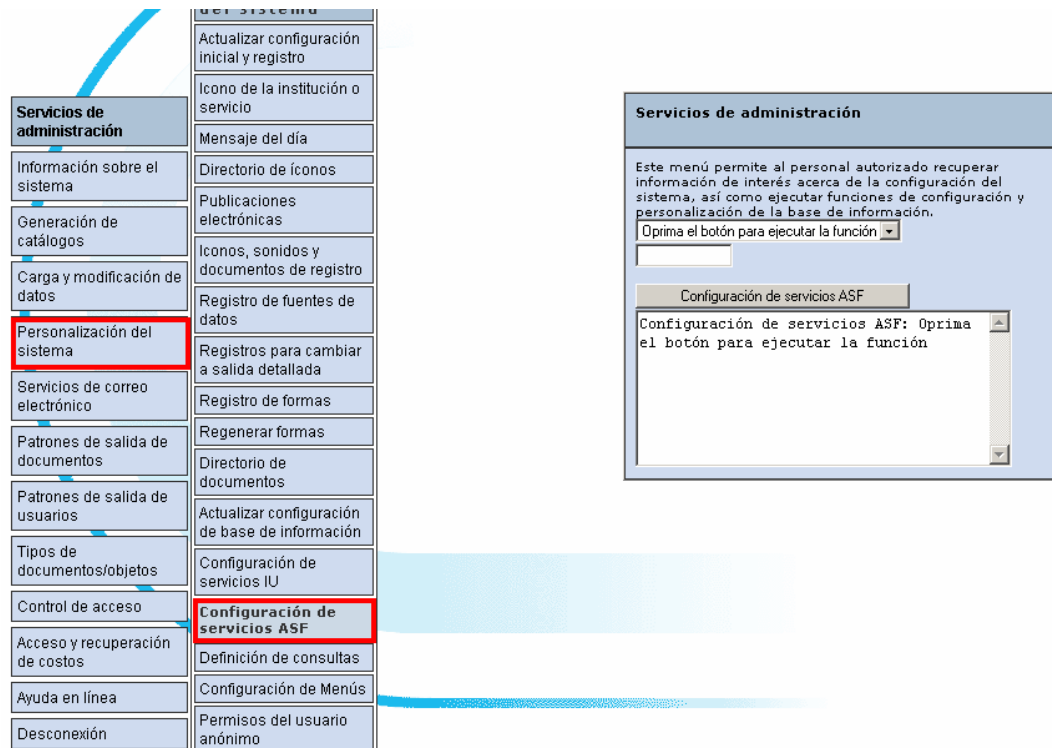 Servicios de
administración
Información sobre el
sistema
Generación de
catálogos
Carga y modificación de
datos
Personalización del
sistema
Servicios de correo
electrónico
Patrones de salida de
documentos
Patrones de salida de
usuarios
Tipos de
documentos/objetos
Control de acceso
Acceso y recuperación
de costos
Ayuda en línea
Desconexión
del sistema
Actualizar configuración
inicial y registro
Icono de la institución o
servicio
Mensaje del día
Directorio de íconos
Publicaciones
electrónicas
Iconos, sonidos y
documentos de registro
Registro de fuentes de
datos
Registros para cambiar
a salida detallada
Registro de formas
Regenerar formas
Directorio de
documentos
Actualizar configuración
de base de información
Configuración de
servicios IU
Configuración de
servicios ASF
Definición de consultas
Configuración de Menús
Permisos del usuario
anónimo
Servicios de administración
Este menú permite al personal autorizado recuperar
información de interés acerca de la configuración del
sistema, así como ejecutar funciones de configuración y
personalización de la base de información.
Oprima el botón para ejecutar la función
Configuración de servicios ASF
Configuración de servicios ASF: Oprima
el botón para ejecutar la función